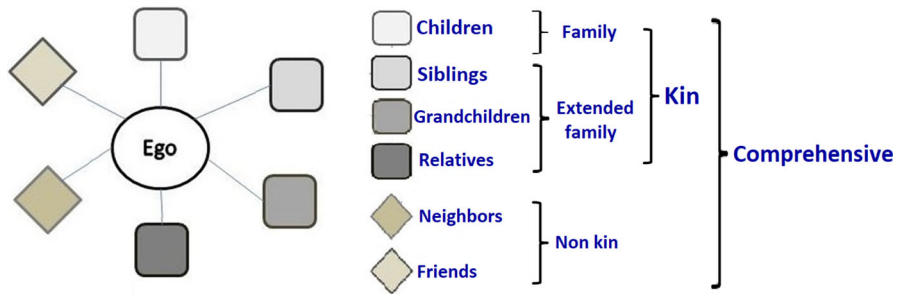 Ego
Children
Siblings
Grandchildren
Relatives
Neighbors
Friends
Family
Extended
family
Non kin
Kin
Comprehensive